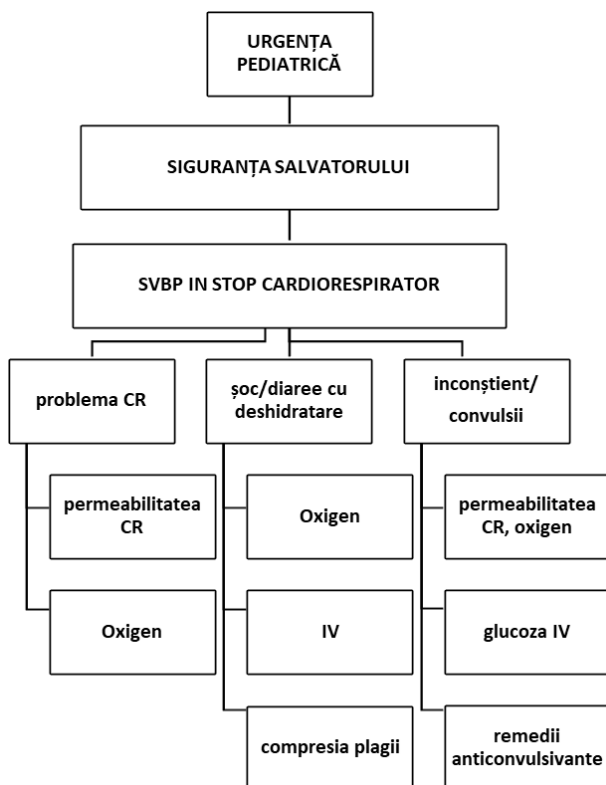 URGENȚA
PEDIATRICĂ
SIGURANȚA SALVATORULUI
SVBP IN STOP CARDIORESPIRATOR
problema CR
șoc/diaree cu
deshidratare
inconștient/
convulsii
permeabilitatea
CR
Oxigen
permeabilitatea
CR, oxigen
Oxigen
IV
glucoza IV
compresia plagii
remedii
anticonvulsivante